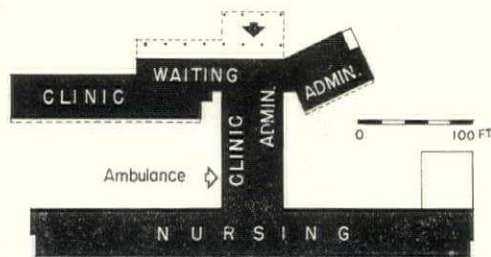 WAITING
CLINIC
ADMIN.
CLINIC
ADMIN.
0 100 FT
Ambulance
NURSING